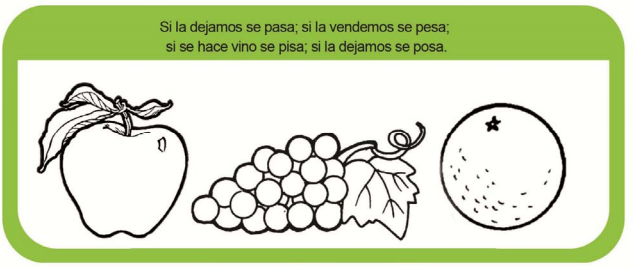 Si la dejamos se pasa; si la vendemos se pesa;
si se hace vino se pisa; si la dejamos se posa.